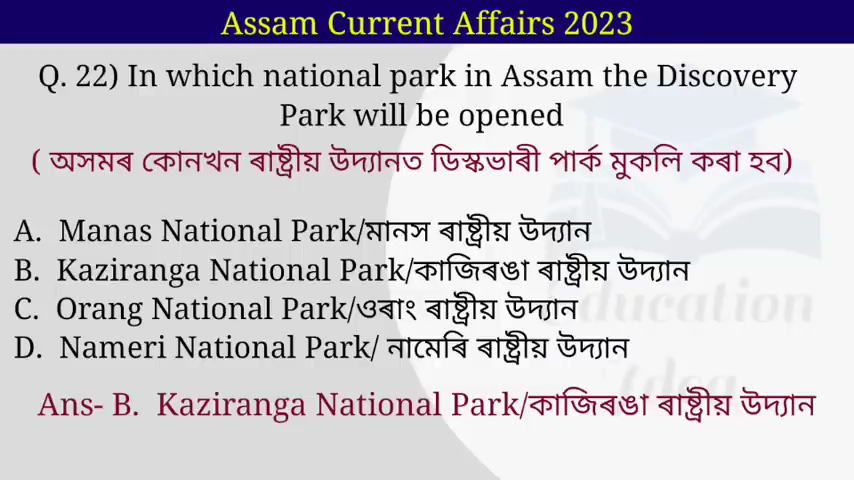 Assam Current Affairs 2023
Q. 22) In which national park in Assam the Discovery
Park will be opened
( অসমৰ কোনখন ৰাষ্ট্ৰীয় উদ্যানত ডিস্কভাৰী পাৰ্ক মুকলি কৰা হব)
A. Manas National Park/মানস ৰাষ্ট্ৰীয় উদ্যান
B. Kaziranga National Park/কাজিৰঙা ৰাষ্ট্ৰীয় উদ্যান
C. Orang National Park/ওৰাং ৰাষ্ট্ৰীয় উদ্যান
D. Nameri National Park/ নামেৰি ৰাষ্ট্ৰীয় উদ্যান
Ans- B. Kaziranga National Park/কাজিৰঙা ৰাষ্ট্ৰীয় উদ্যান
Education
Idea